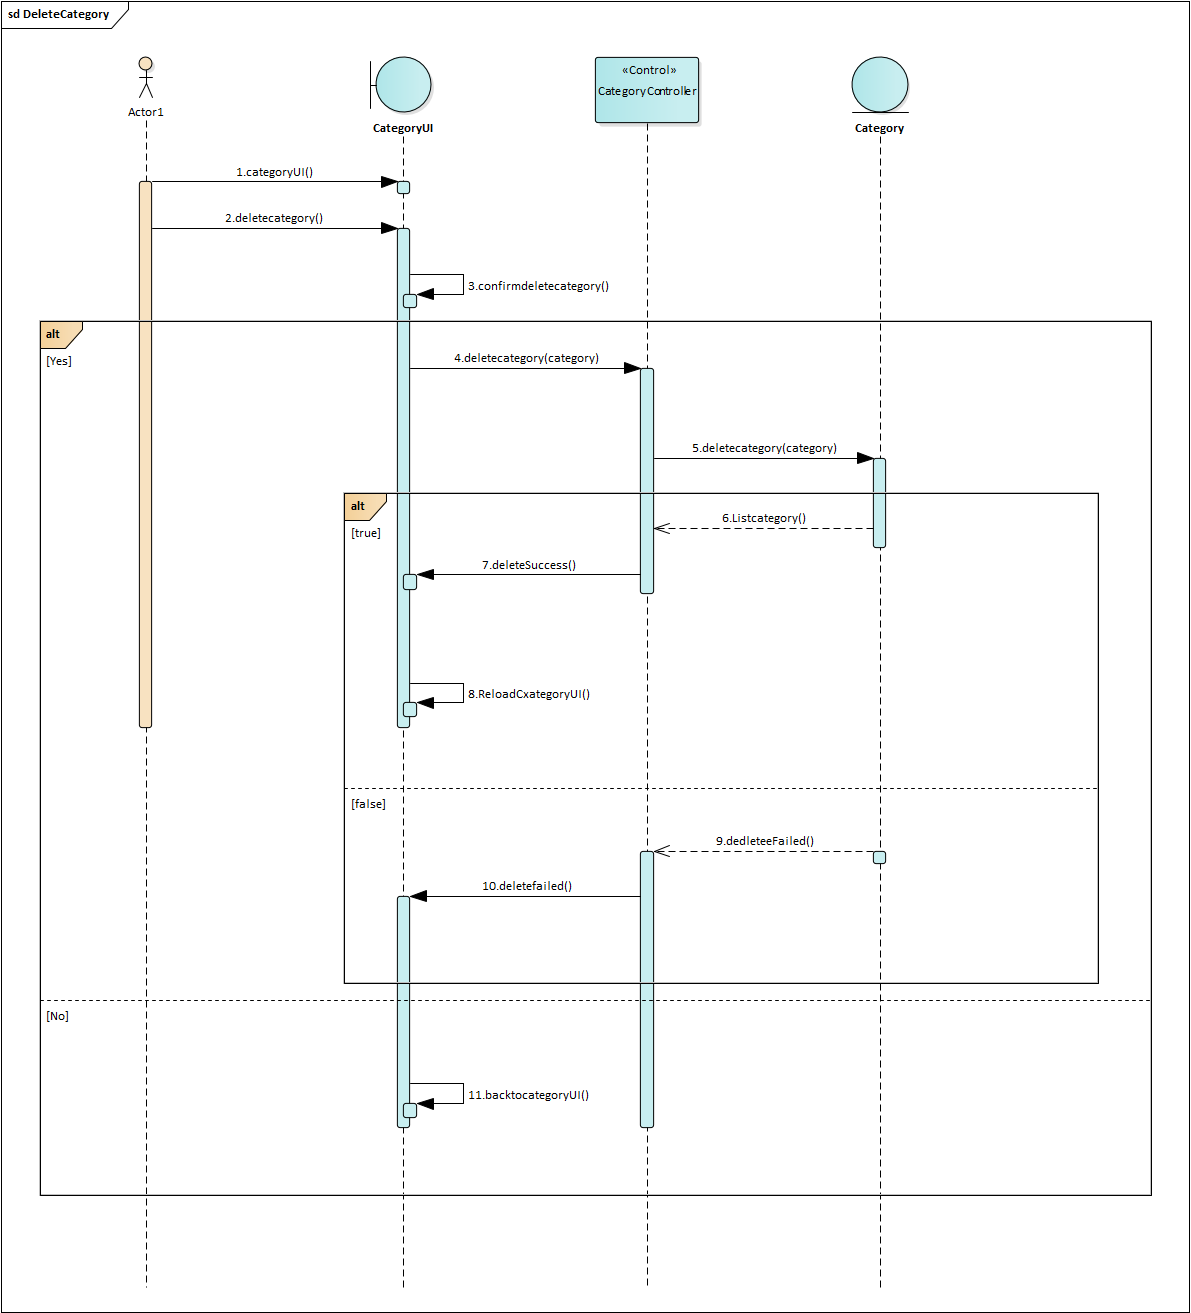 sd DeleteCategory
Actor1
CategoryUI
«Control»
CategoryController
Category
1.categoryUI()
2.deletecategory()
3.confirmdeletecategory()
alt
[Yes]
4.deletecategory(category)
5.deletecategory(category)
alt
[true]
6.Listcategory()
7.deleteSuccess()
8.ReloadCxategoryUI()
[false]
9.dedleteeFailed()
10.deletefailed()
[No]
11.backtocategoryUI()